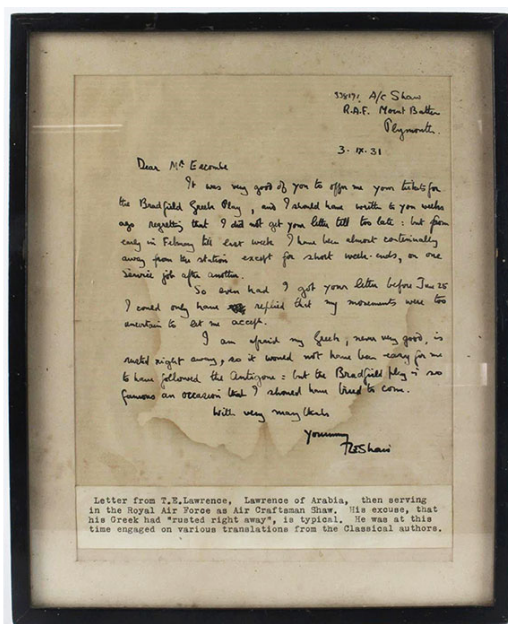 338171 A/c Shaw
R.A.F. Mount Batten
Plymouth.
3. IX. 31
Dear Mr Escombe
It was very good of you to offer me your tickets for
the Bradfield Greek Play, and I should have written to you weeks
ago regretting that I did not get your letter till too late: but from
early in February till last week I have been almost continually
away from the station except for short week-ends, on one
service job after another.
So even had I got your letter before June 25
I could only have replied that my movements were too
uncertain to let me accept.
I am afraid my Greek, never very good, is
rusted right away, so it would not have been easy for me
to have followed the Antigone: but the Bradfield play is so
famous an occasion that I should have tried to come.
With very many thanks
Yours
T E Shaw
Letter from T.E.Lawrence, Lawrence of Arabia, then serving
in the Royal Air Force as Air Craftsman Shaw. His excuse, that
his Greek had "rusted right away", is typical. He was at this
time engaged on various translations from the Classical authors.